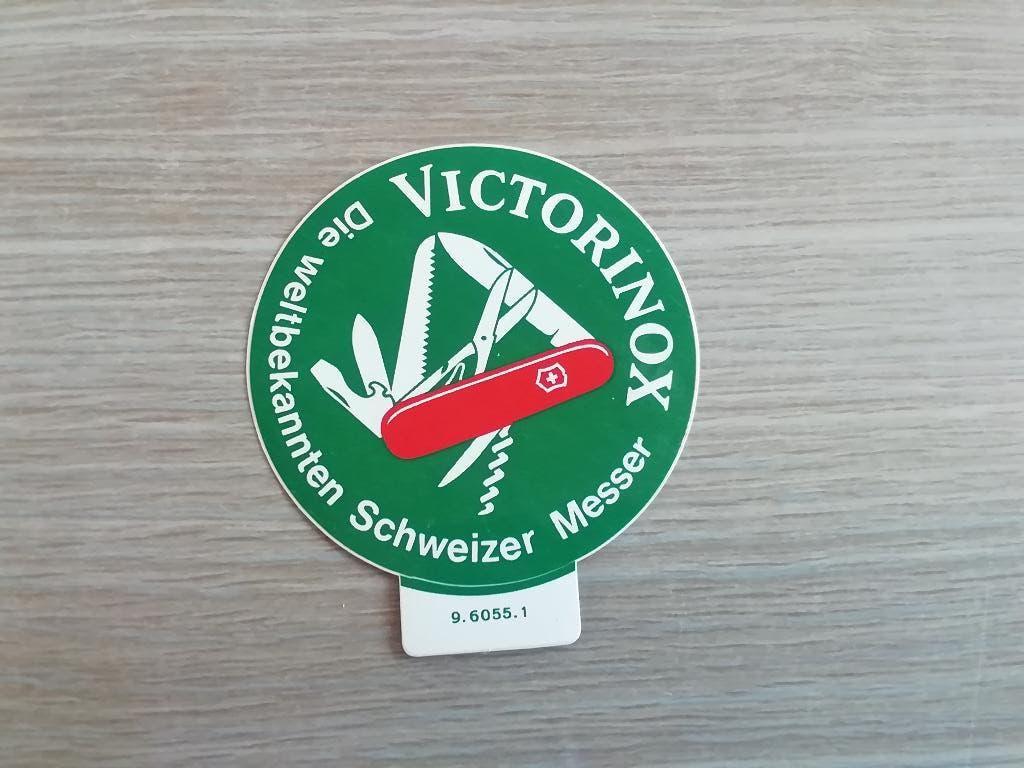 VICTORINOX
Die weltbekannten Schweizer Messer
9.6055.1